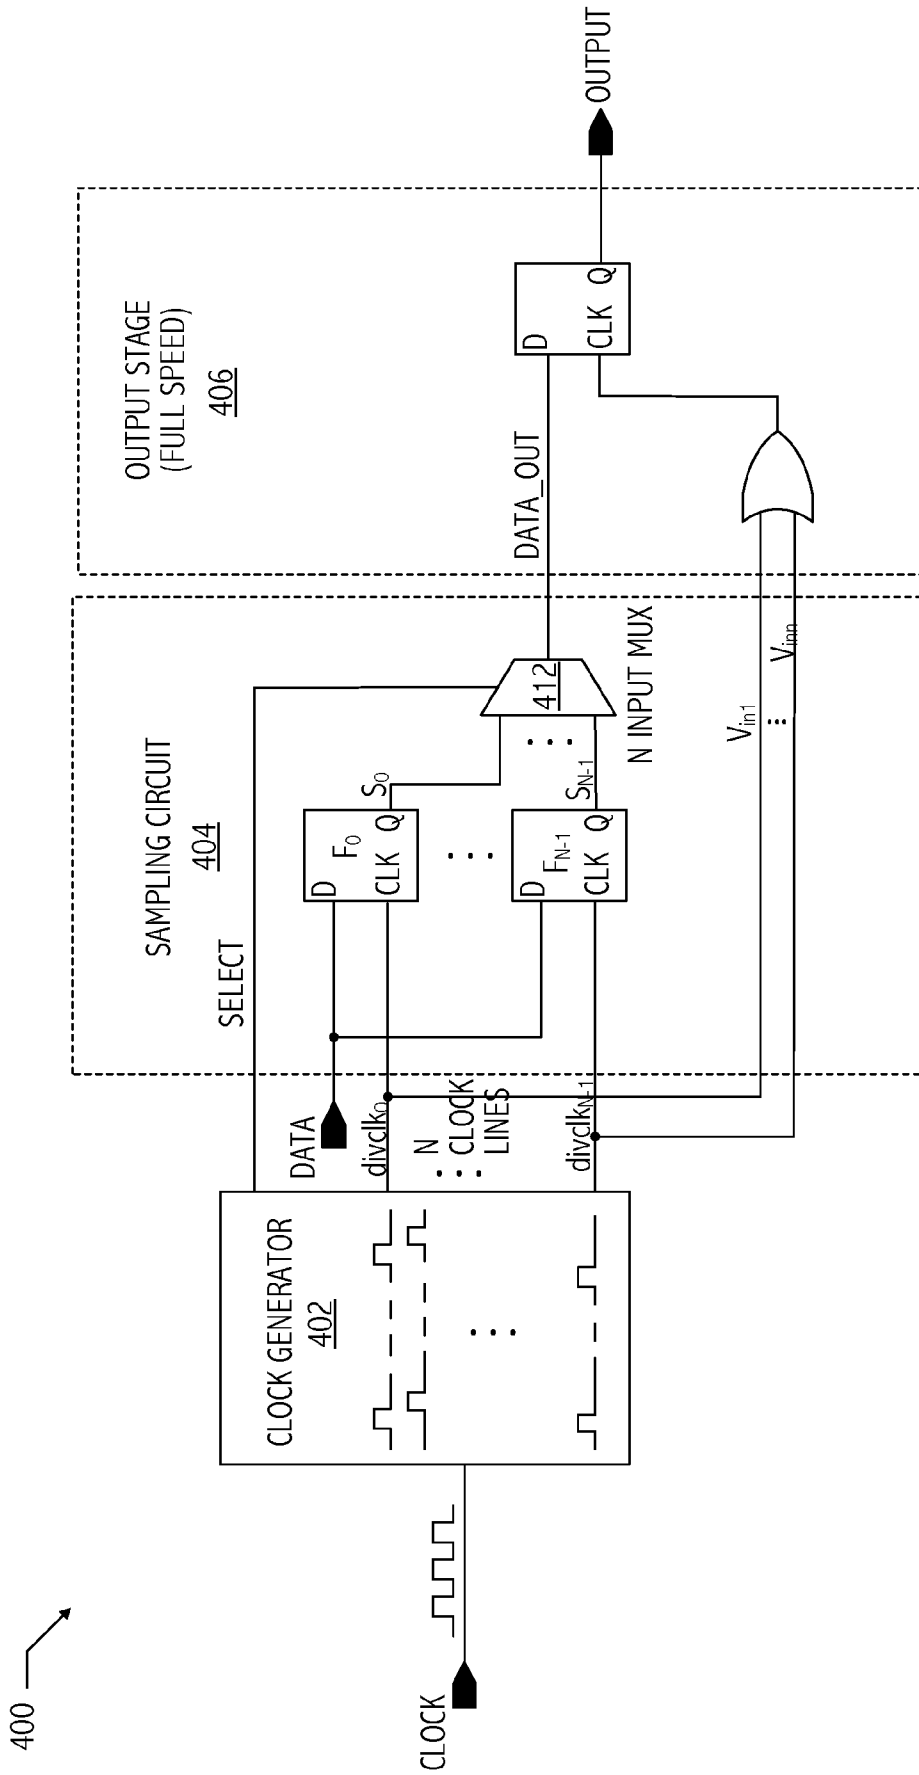 400
CLOCK
CLOCK GENERATOR
402
SELECT
DATA
divclk0
N
CLOCK
LINES
divclkN-1
SAMPLING CIRCUIT
404
D
F0
CLK Q
S0
D
FN-1
CLK Q
SN-1
412
N INPUT MUX
Vin1
Vinn
OUTPUT STAGE
(FULL SPEED)
406
DATA_OUT
D
CLK Q
OUTPUT